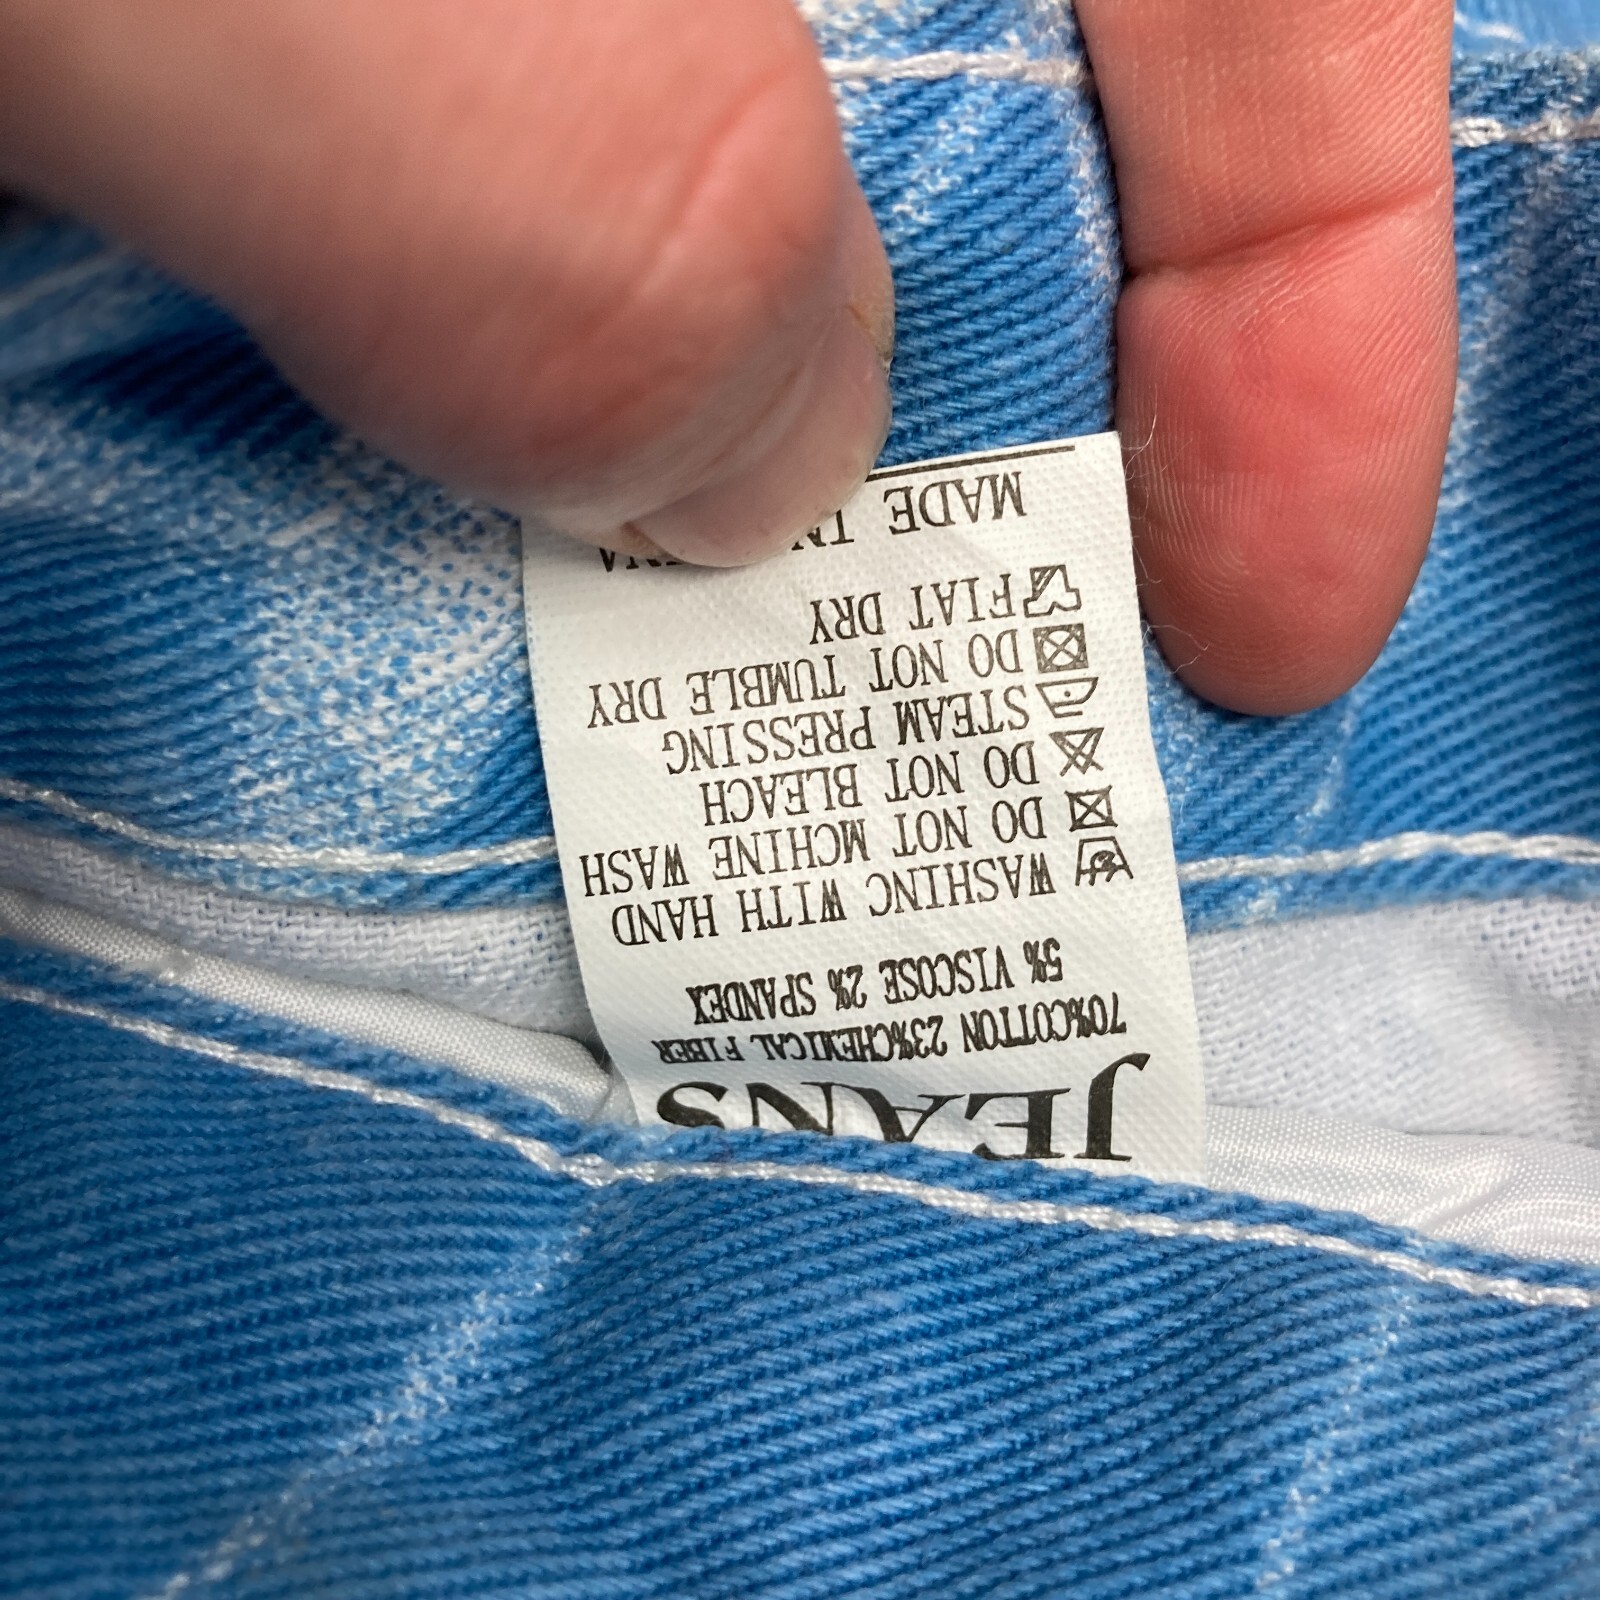 JEANS
70%COTTON 23%CHEMICAL FIBER
5% VISCOSE 2% SPANDEX
WASHINC WITH HAND
DO NOT MCHINE WASH
DO NOT BLEACH
STEAM PRESSING
DO NOT TUMBLE DRY
FIAT DRY
MADE IN